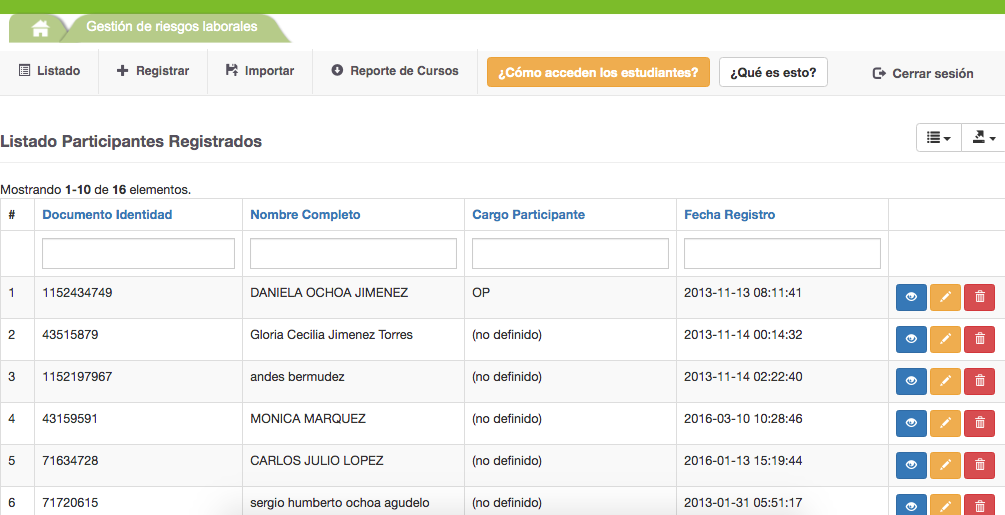 Gestión de riesgos laborales
Listado Registrar Importar Reporte de Cursos ¿Cómo acceden los estudiantes? ¿Qué es esto? Cerrar sesión
Listado Participantes Registrados
Mostrando 1-10 de 16 elementos.
# Documento Identidad Nombre Completo Cargo Participante Fecha Registro
1 1152434749 DANIELA OCHOA JIMENEZ OP 2013-11-13 08:11:41
2 43515879 Gloria Cecilia Jimenez Torres (no definido) 2013-11-14 00:14:32
3 1152197967 andes bermudez (no definido) 2013-11-14 02:22:40
4 43159591 MONICA MARQUEZ (no definido) 2016-03-10 10:28:46
5 71634728 CARLOS JULIO LOPEZ (no definido) 2016-01-13 15:19:44
6 71720615 sergio humberto ochoa agudelo (no definido) 2013-01-31 05:51:17